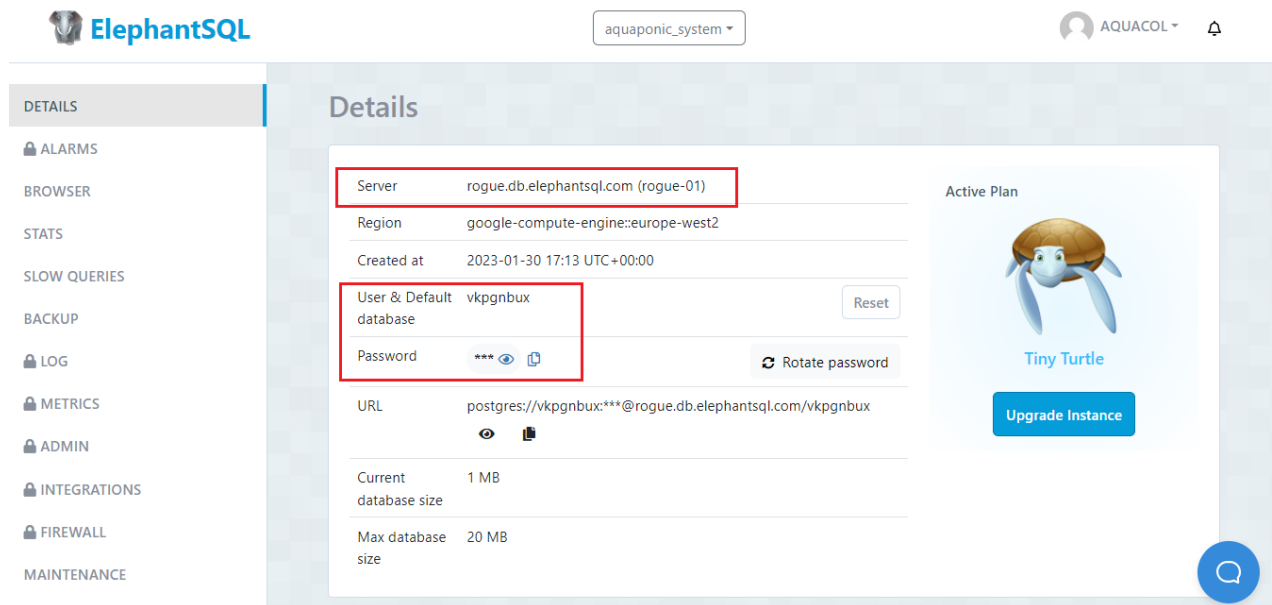 ElephantSQL
aquaponic_system
AQUACOL
DETAILS
ALARMS
BROWSER
STATS
SLOW QUERIES
BACKUP
LOG
METRICS
ADMIN
INTEGRATIONS
FIREWALL
MAINTENANCE
Details
Server rogue.db.elephantsql.com (rogue-01)
Region google-compute-engine::europe-west2
Created at 2023-01-30 17:13 UTC+00:00
User & Default vkpgnbux
database
Reset
Password ***
Rotate password
URL postgres://vkpgnbux:***@rogue.db.elephantsql.com/vkpgnbux
Current 1 MB
database size
Max database 20 MB
size
Active Plan
Tiny Turtle
Upgrade Instance